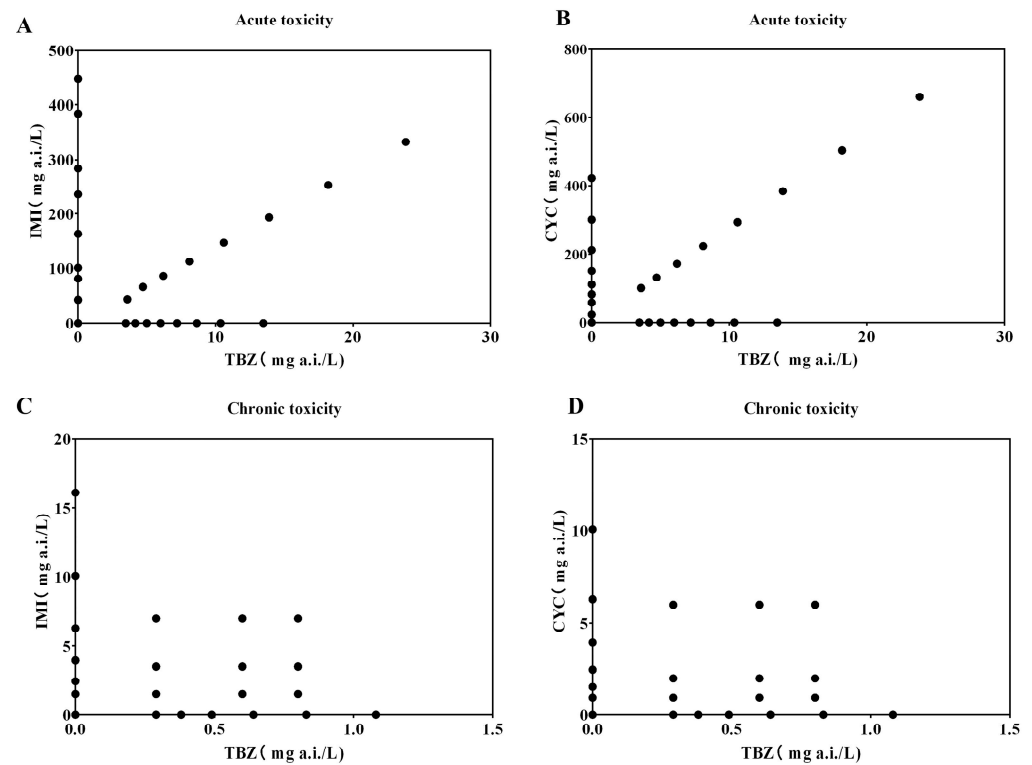 A
Acute toxicity
500
400
300
200
100
0
IMI( mg a.i./L)
0
10
20
30
TBZ( mg a.i./L)
B
Acute toxicity
800
600
400
200
0
CYC( mg a.i./L)
0
10
20
30
TBZ( mg a.i./L)
C
Chronic toxicity
20
15
10
5
0
IMI( mg a.i./L)
0.0
0.5
1.0
1.5
TBZ( mg a.i./L)
D
Chronic toxicity
15
10
5
0
CYC( mg a.i./L)
0.0
0.5
1.0
1.5
TBZ( mg a.i./L)